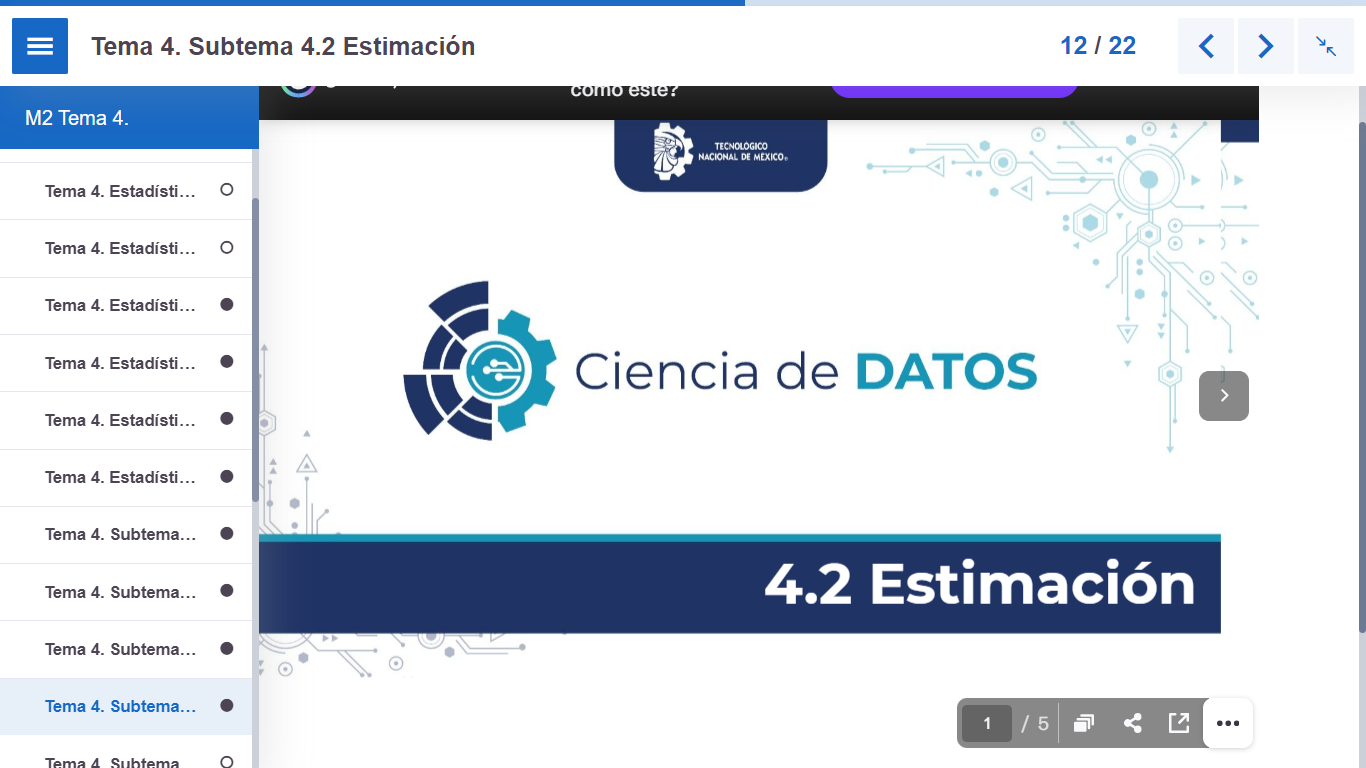 Tema 4. Subtema 4.2 Estimación
12 / 22
M2 Tema 4.
como este?
TECNOLÓGICO
NACIONAL DE MÉXICO®
Tema 4. Estadísti...
Tema 4. Estadísti...
Tema 4. Estadísti...
Tema 4. Estadísti...
Tema 4. Estadísti...
Tema 4. Estadísti...
Tema 4. Subtema...
Tema 4. Subtema...
Tema 4. Subtema...
Tema 4. Subtema...
Tema 4. Subtema
Ciencia de DATOS
4.2 Estimación
1 / 5